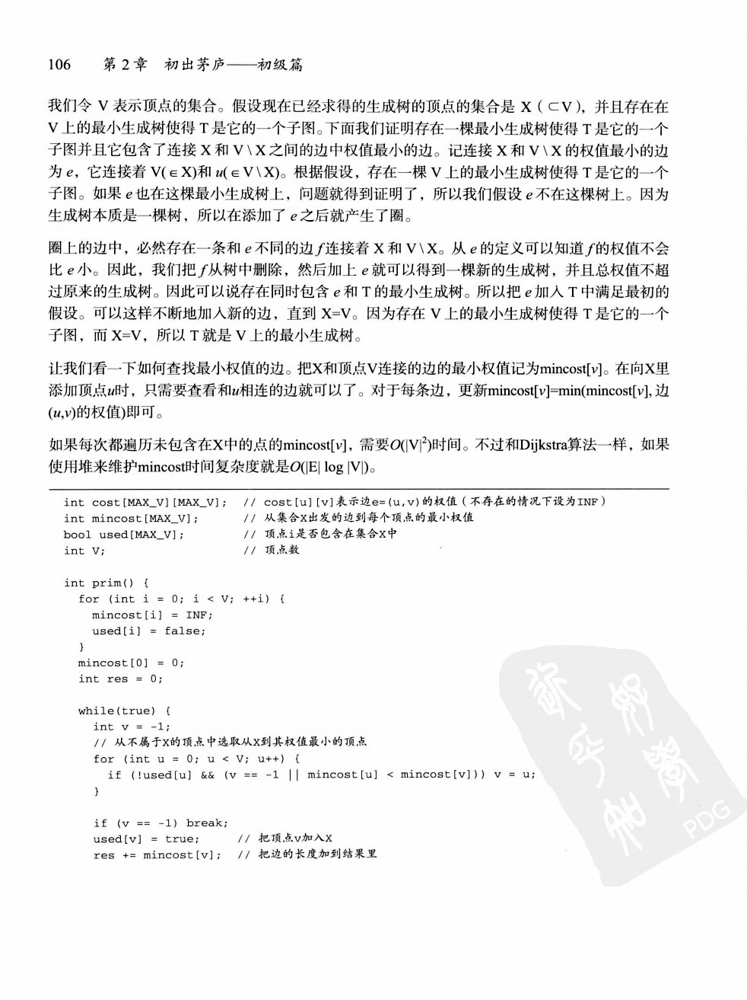 106 第 2 章 初出茅庐——初级篇
我们令 V 表示顶点的集合。假设现在已经求得的生成树的顶点的集合是 X（⊂V），并且存在在
V 上的最小生成树使得 T 是它的一个子图。下面我们证明存在一棵最小生成树使得 T 是它的一个
子图并且它包含了连接 X 和 V \ X 之间的边中权值最小的边。记连接 X 和 V \ X 的权值最小的边
为 e，它连接着 V(∈X)和 u(∈V \ X)。根据假设，存在一棵 V 上的最小生成树使得 T 是它的一个
子图。如果 e 也在这棵最小生成树上，问题就得到证明了，所以我们假设 e 不在这棵树上。因为
生成树本质是一棵树，所以在添加了 e 之后就产生了圈。
圈上的边中，必然存在一条和 e 不同的边 f 连接着 X 和 V \ X。从 e 的定义可以知道 f 的权值不会
比 e 小。因此，我们把 f 从树中删除，然后加上 e 就可以得到一棵新的生成树，并且总权值不超
过原来的生成树。因此可以说存在同时包含 e 和 T 的最小生成树。所以把 e 加入 T 中满足最初的
假设。可以这样不断地加入新的边，直到 X=V。因为存在 V 上的最小生成树使得 T 是它的一个
子图，而 X=V，所以 T 就是 V 上的最小生成树。
让我们看一下如何查找最小权值的边。把X和顶点V连接的边的最小权值记为mincost[v]。在向X里
添加顶点u时，只需要查看和u相连的边就可以了。对于每条边，更新mincost[v]=min(mincost[v], 边
(u,v)的权值)即可。
如果每次都遍历未包含在X中的点的mincost[v]，需要O(|V|²)时间。不过和Dijkstra算法一样，如果
使用堆来维护mincost时间复杂度就是O(|E| log |V|)。
int cost[MAX_V][MAX_V]; // cost[u][v]表示边e=(u,v)的权值（不存在的情况下设为INF）
int mincost[MAX_V]; // 从集合X出发的边到每个顶点的最小权值
bool used[MAX_V]; // 顶点i是否包含在集合X中
int V; // 顶点数
int prim() {
for (int i = 0; i < V; ++i) {
mincost[i] = INF;
used[i] = false;
}
mincost[0] = 0;
int res = 0;
while(true) {
int v = -1;
// 从不属于X的顶点中选取从X到其权值最小的顶点
for (int u = 0; u < V; u++) {
if (!used[u] && (v == -1 || mincost[u] < mincost[v])) v = u;
}
if (v == -1) break;
used[v] = true; // 把顶点v加入X
res += mincost[v]; // 把边的长度加到结果里
PDG